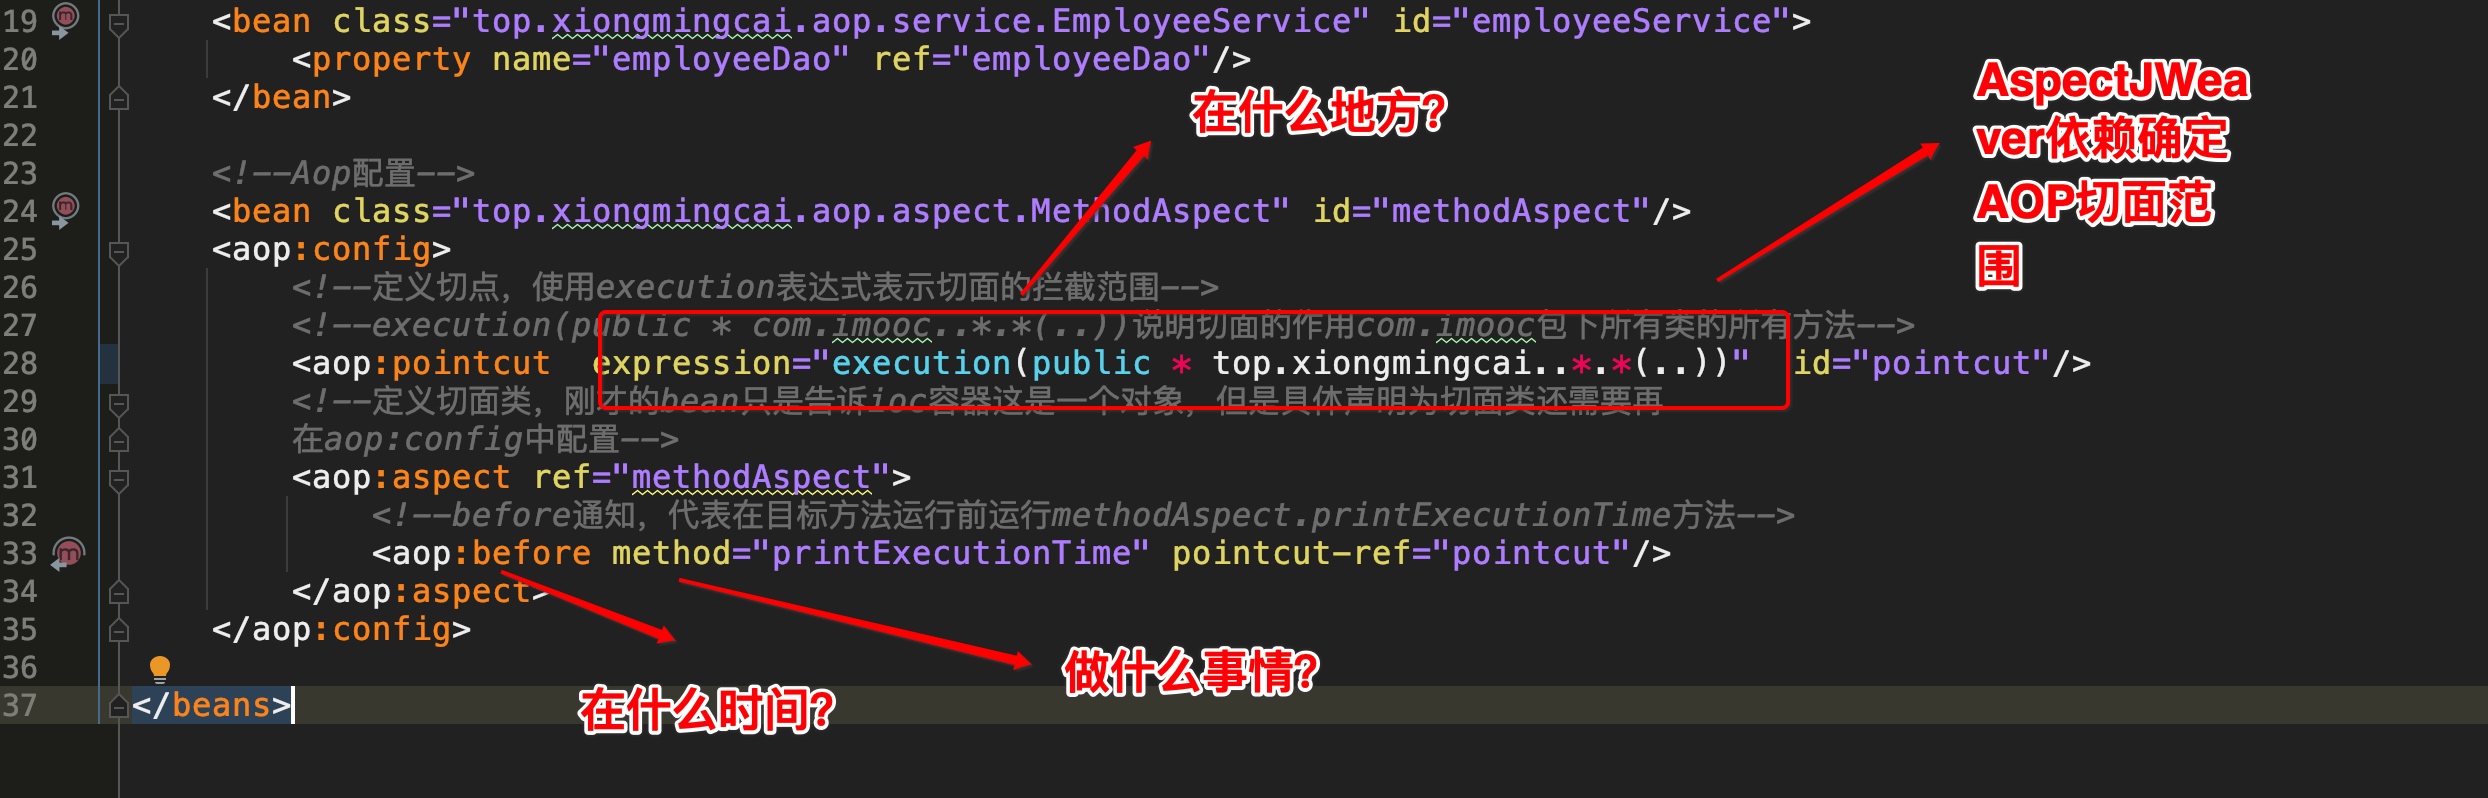 19 <bean class="top.xiongmingcai.aop.service.EmployeeService" id="employeeService">
20 <property name="employeeDao" ref="employeeDao"/>
21 </bean>
在什么地方?
AspectJWea
ver依赖确定
AOP切面范
围
22
23 <!--Aop配置-->
24 <bean class="top.xiongmingcai.aop.aspect.MethodAspect" id="methodAspect"/>
25 <aop:config>
26 <!--定义切点，使用execution表达式表示切面的拦截范围-->
27 <!--execution(public * com.imooc..*.*(..))说明切面的作用com.imooc包下所有类的所有方法-->
28 <aop:pointcut expression="execution(public * top.xiongmingcai..*.*(..))" id="pointcut"/>
29 <!--定义切面类，刚才的bean只是告诉ioc容器这是一个对象，但是具体声明为切面类还需要再
30 在aop:config中配置-->
31 <aop:aspect ref="methodAspect">
32 <!--before通知，代表在目标方法运行前运行methodAspect.printExecutionTime方法-->
33 <aop:before method="printExecutionTime" pointcut-ref="pointcut"/>
34 </aop:aspect>
35 </aop:config>
36
做什么事情?
37 </beans>
在什么时间?